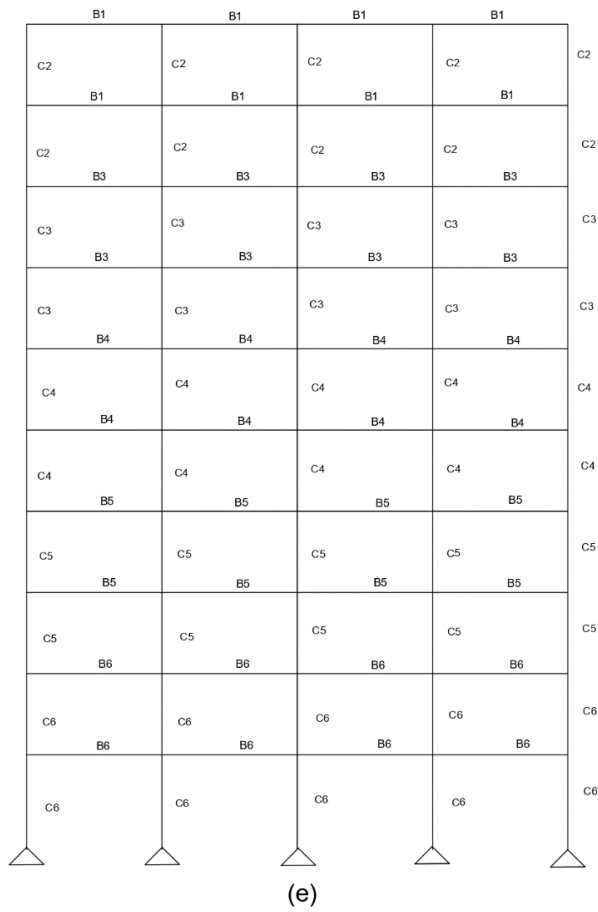 B1 B1 B1 B1
C2 C2 C2 C2 C2
B1 B1 B1 B1
C2 C2 C2 C2 C2
B3 B3 B3 B3
C3 C3 C3 C3 C3
B3 B3 B3 B3
C3 C3 C3 C3 C3
B4 B4 B4 B4
C4 C4 C4 C4 C4
B4 B4 B4 B4
C4 C4 C4 C4 C4
B5 B5 B5 B5
C5 C5 C5 C5 C5
B5 B5 B5 B5
C5 C5 C5 C5 C5
B6 B6 B6 B6
C6 C6 C6 C6 C6
B6 B6 B6 B6
C6 C6 C6 C6 C6
(e)